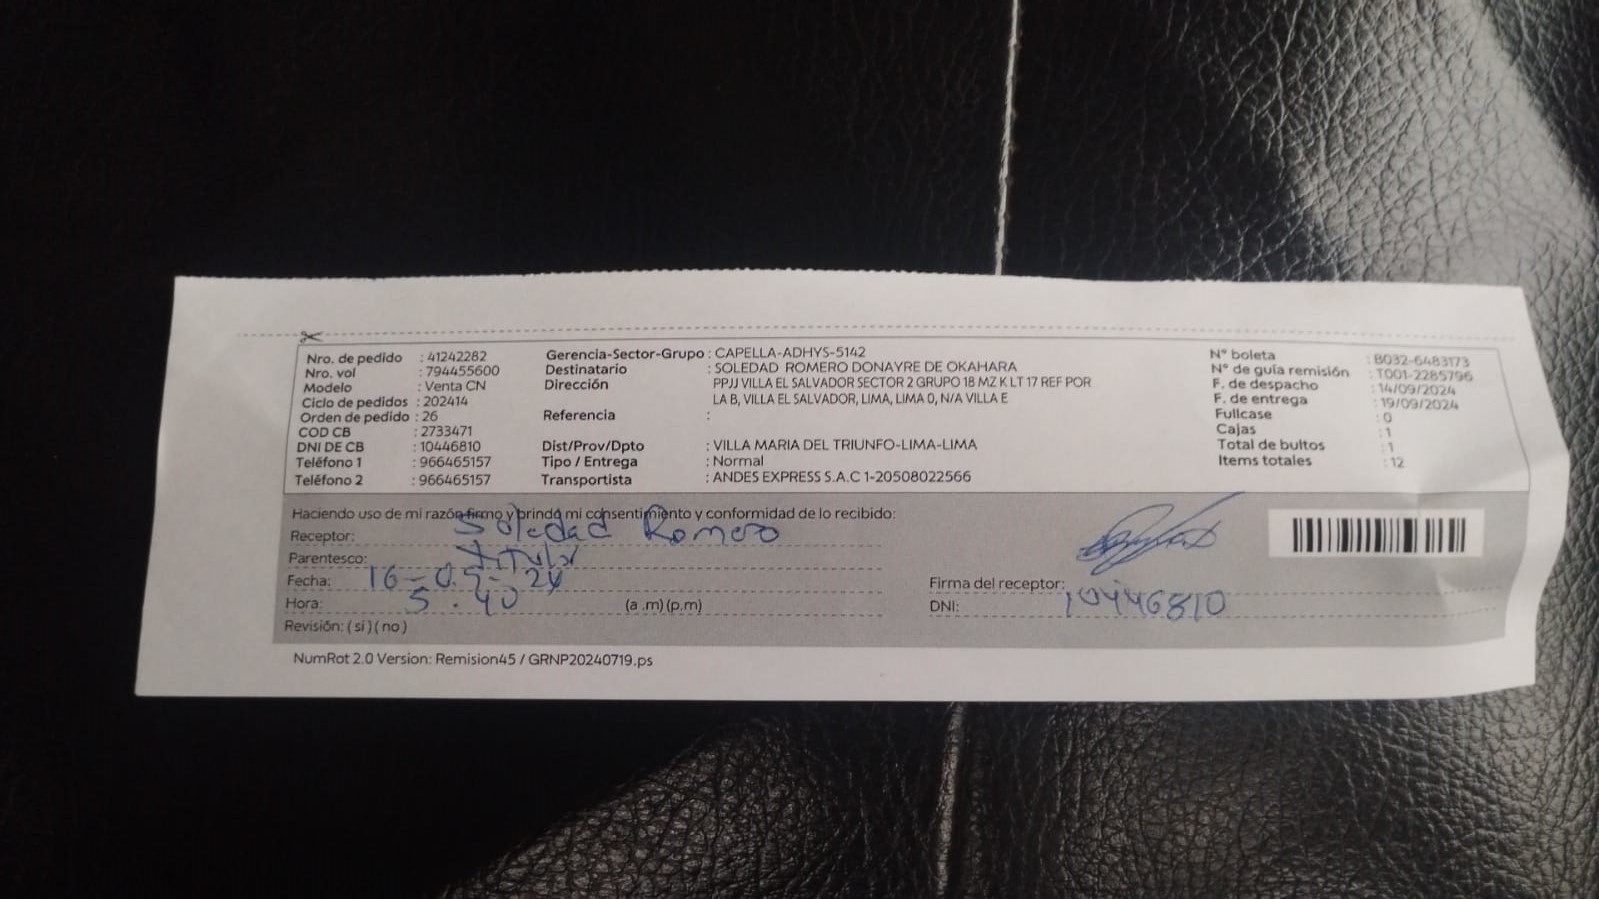 Nro. de pedido : 41242282
Nro. vol : 794455600
Modelo : Venta CN
Ciclo de pedidos : 202414
Orden de pedido : 26
COD CB : 2733471
DNI DE CB : 10446810
Teléfono 1 : 966465157
Teléfono 2 : 966465157
Gerencia-Sector-Grupo : CAPELLA-ADHYS-5142
Destinatario : SOLEDAD ROMERO DONAYRE DE OKAHARA
Dirección PPJJ VILLA EL SALVADOR SECTOR 2 GRUPO 18 MZ K LT 17 REF POR
LA B, VILLA EL SALVADOR, LIMA, LIMA 0, N/A VILLA E
Referencia :
Dist/Prov/Dpto : VILLA MARIA DEL TRIUNFO-LIMA-LIMA
Tipo / Entrega : Normal
Transportista : ANDES EXPRESS S.A.C 1-20508022566
N° boleta : B032-6483173
N° de guía remisión : T001-2285796
F. de despacho : 14/09/2024
F. de entrega : 19/09/2024
Fullcase : 0
Cajas : 1
Total de bultos : 1
Items totales : 12
Haciendo uso de mi razón firmo y brindo mi consentimiento y conformidad de lo recibido:
Receptor: Soledad Romero
Parentesco: Titular
Fecha: 16-09-24
Hora: 5.40 (a .m) (p.m)
Revisión: ( si ) ( no )
Firma del receptor:
DNI: 10446810
NumRot 2.0 Version: Remision45 / GRNP20240719.ps